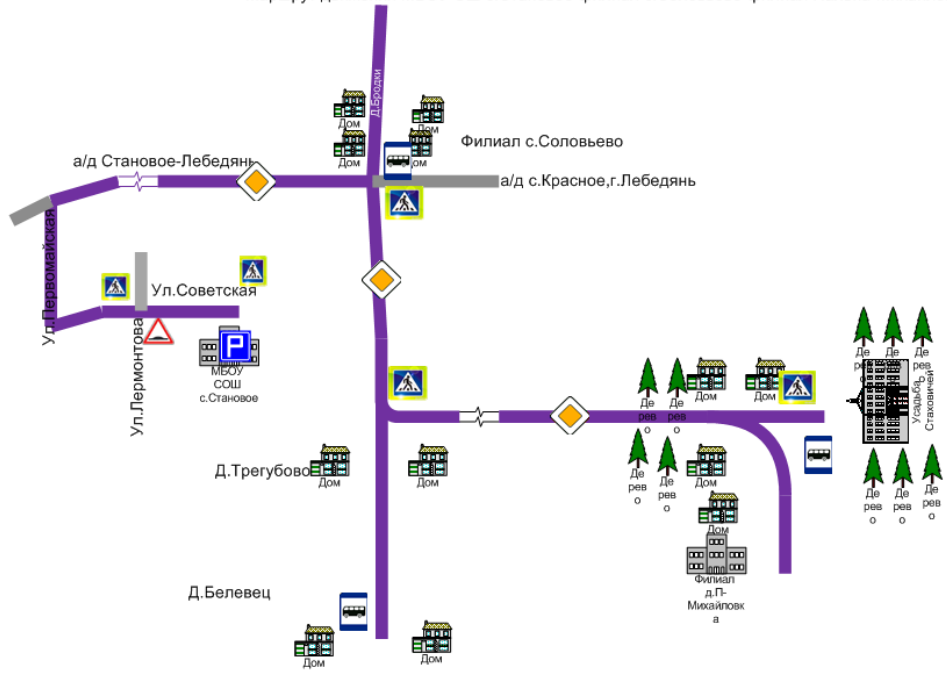 Д.Бродки
Дом
Дом
Дом
Дом
Филиал с.Соловьево
а/д Становое-Лебедянь
а/д с.Красное,г.Лебедянь
Ул.Первомайская
Ул.Советская
Ул.Лермонтова
P
МБОУ
СОШ
с.Становое
Де
рев
о
Де
рев
Де
рев
о
Дом
Дом
Де
рев
о
Де
рев
о
Усадьба
Стаховичей
Д.Трегубово
Дом
Дом
Де
рев
о
Де
рев
о
Дом
Де
рев
о
Де
рев
о
Де
рев
о
Дом
Филиал
д.П-
Михайловк
а
Д.Белевец
Дом
Дом